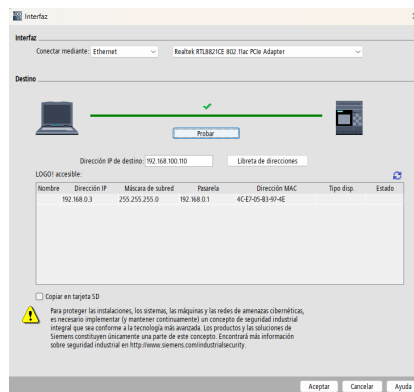 Interfaz
Interfaz
Conectar mediante: Ethernet Realtek RTL8821CE 802.11ac PCIe Adapter
Destino
Probar
Dirección IP de destino: 192.168.100.110 Libreta de direcciones
LOGO! accesible:
Nombre Dirección IP Máscara de subred Pasarela Dirección MAC Tipo disp. Estado
192.168.0.3 255.255.255.0 192.168.0.1 4C-E7-05-B3-97-4E
Copiar en tarjeta SD
Para proteger las instalaciones, los sistemas, las máquinas y las redes de amenazas cibernéticas,
es necesario implementar (y mantener continuamente) un concepto de seguridad industrial
integral que sea conforme a la tecnología más avanzada. Los productos y las soluciones de
Siemens constituyen únicamente una parte de este concepto. Encontrará más información
sobre seguridad industrial en http://www.siemens.com/industrialsecurity.
Aceptar Cancelar Ayuda